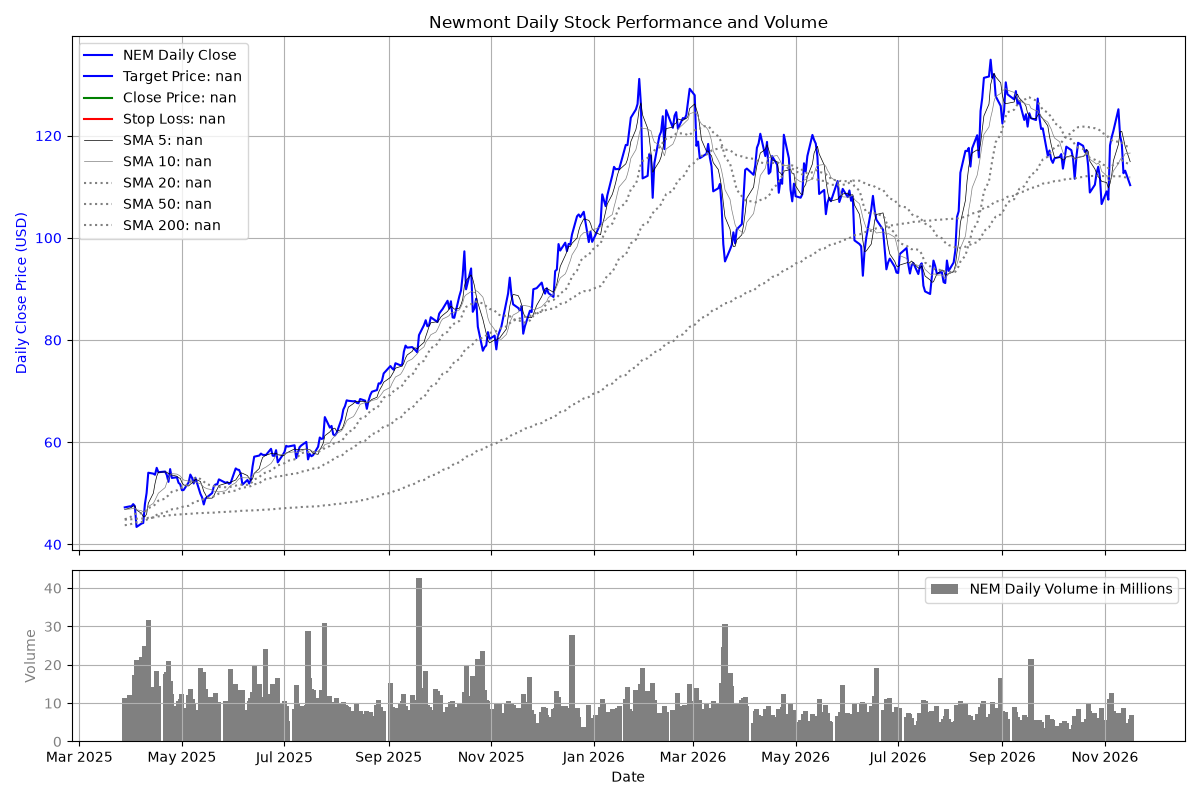 Newmont Daily Stock Performance and Volume
NEM Daily Close
Target Price: nan
Close Price: nan
Stop Loss: nan
SMA 5: nan
SMA 10: nan
SMA 20: nan
SMA 50: nan
SMA 200: nan
Daily Close Price (USD)
120
100
80
60
40
NEM Daily Volume in Millions
Volume
40
30
20
10
0
Mar 2025 May 2025 Jul 2025 Sep 2025 Nov 2025 Jan 2026 Mar 2026 May 2026 Jul 2026 Sep 2026 Nov 2026
Date